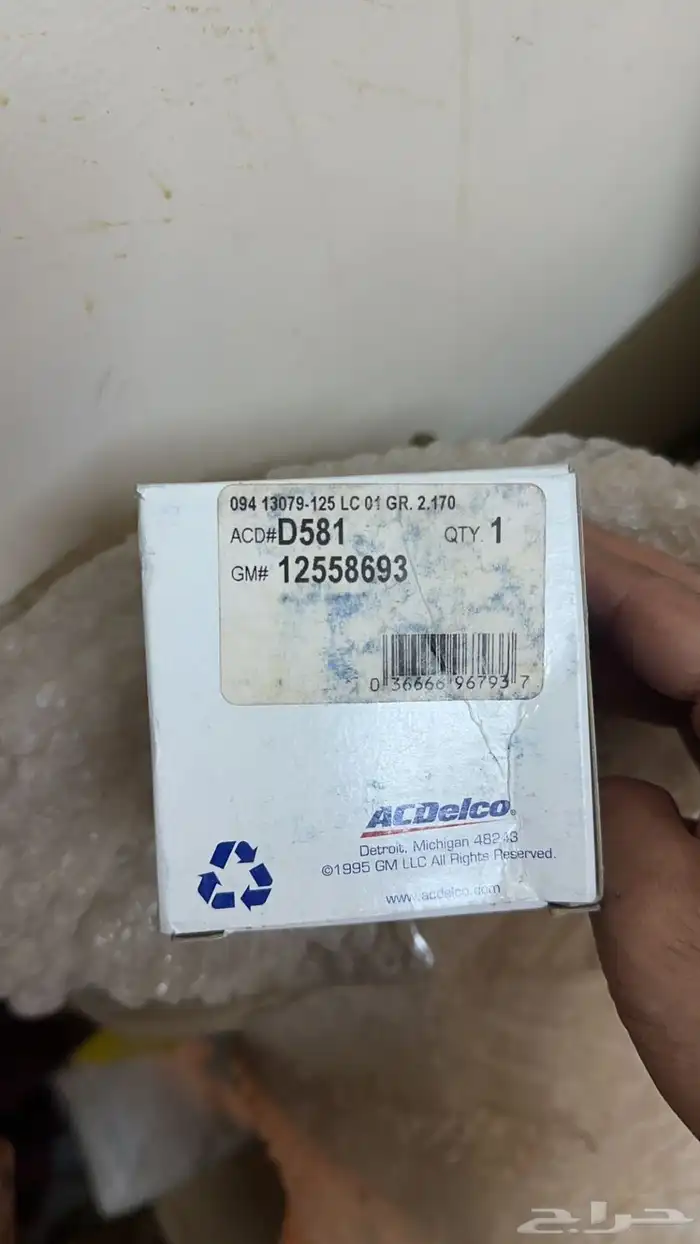 094 13079-125 LC 01 GR. 2.170
ACD#D581 QTY. 1
GM# 12558693
0 36666 96793 7
ACDelco®
Detroit, Michigan 48243
©1995 GM LLC All Rights Reserved.
www.acdelco.com
حراج